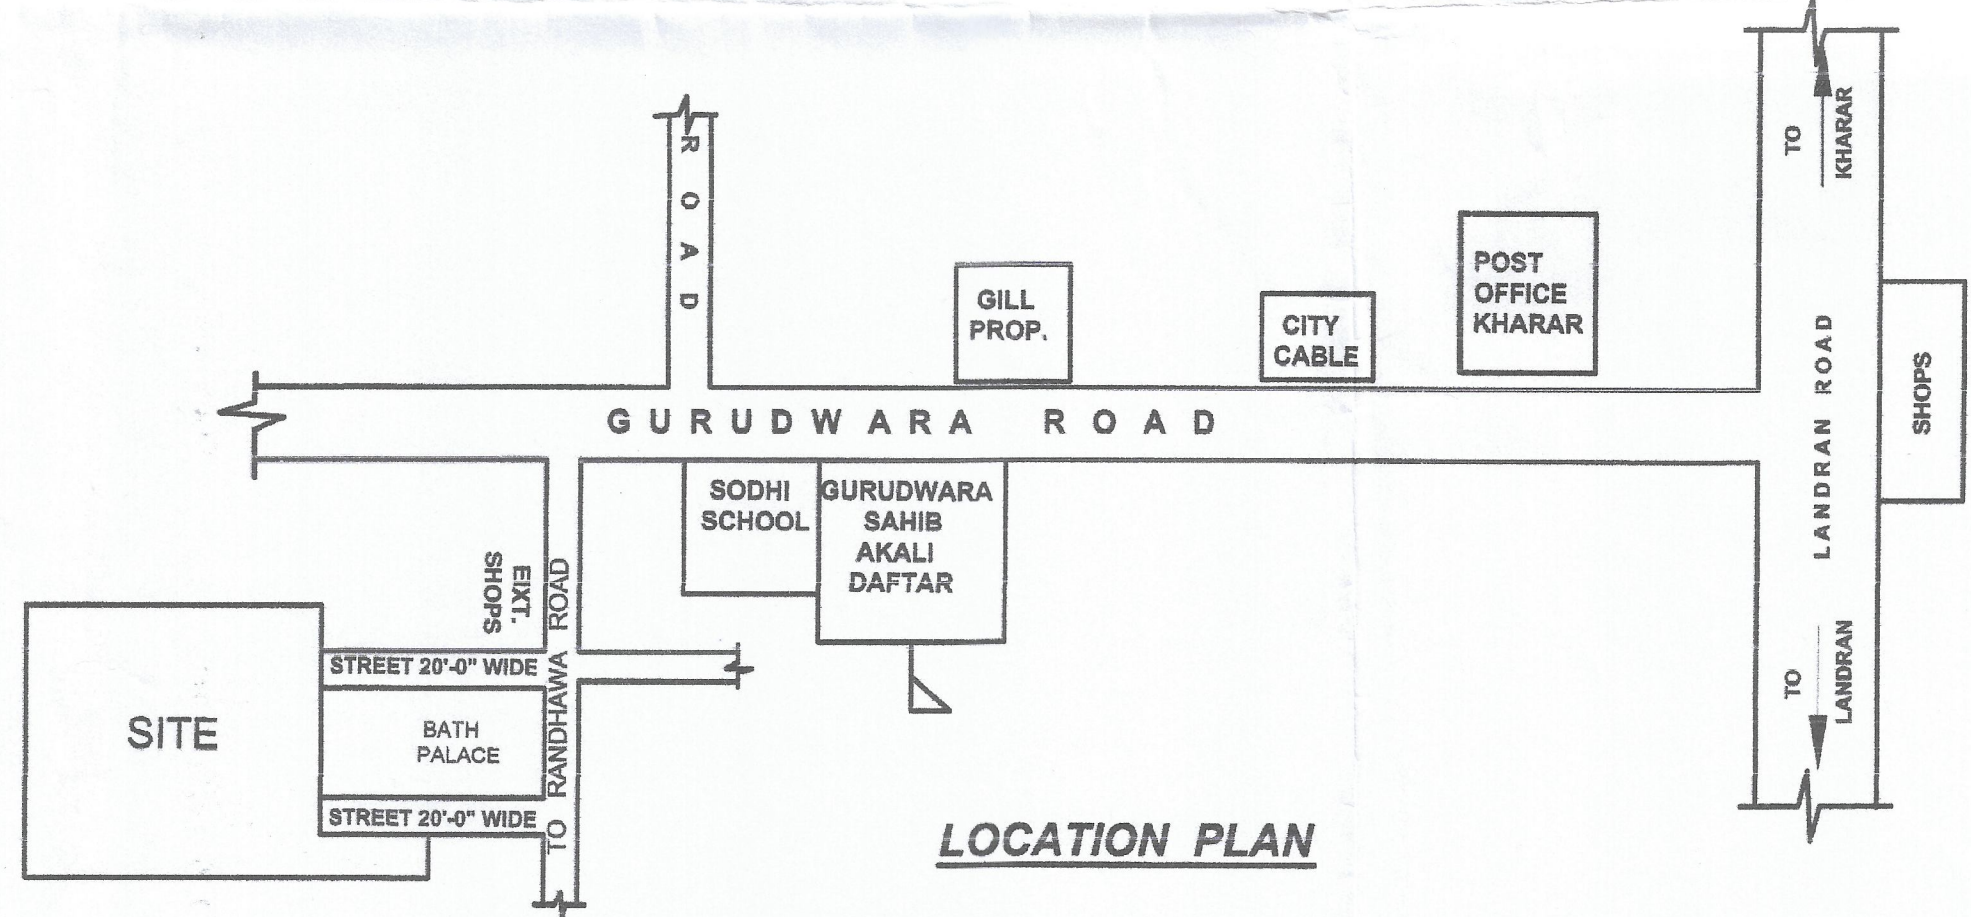 ROAD
TO
KHARAR
POST
OFFICE
KHARAR
GILL
PROP.
CITY
CABLE
SHOPS
LANDRAN ROAD
GURUDWARA ROAD
SODHI
SCHOOL
GURUDWARA
SAHIB
AKALI
DAFTAR
EIXT.
SHOPS
TO RANDHAWA ROAD
STREET 20'-0" WIDE
SITE
BATH
PALACE
STREET 20'-0" WIDE
TO
LANDRAN
LOCATION PLAN